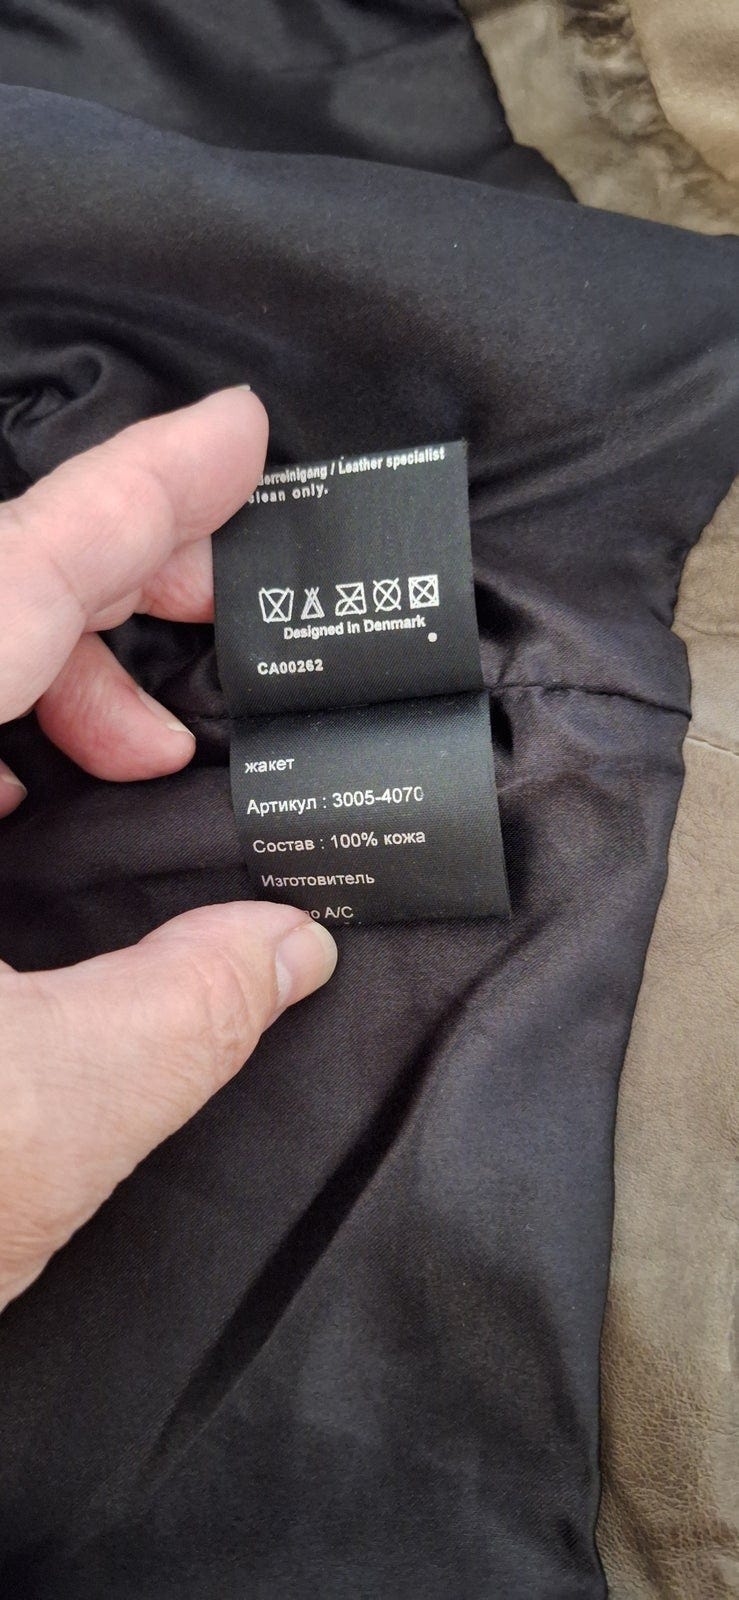 / Leather specialist
clean only.
Designed in Denmark
CA00262
жакет
Артикул : 3005-4070
Состав : 100% кожа
Изготовитель
A/C